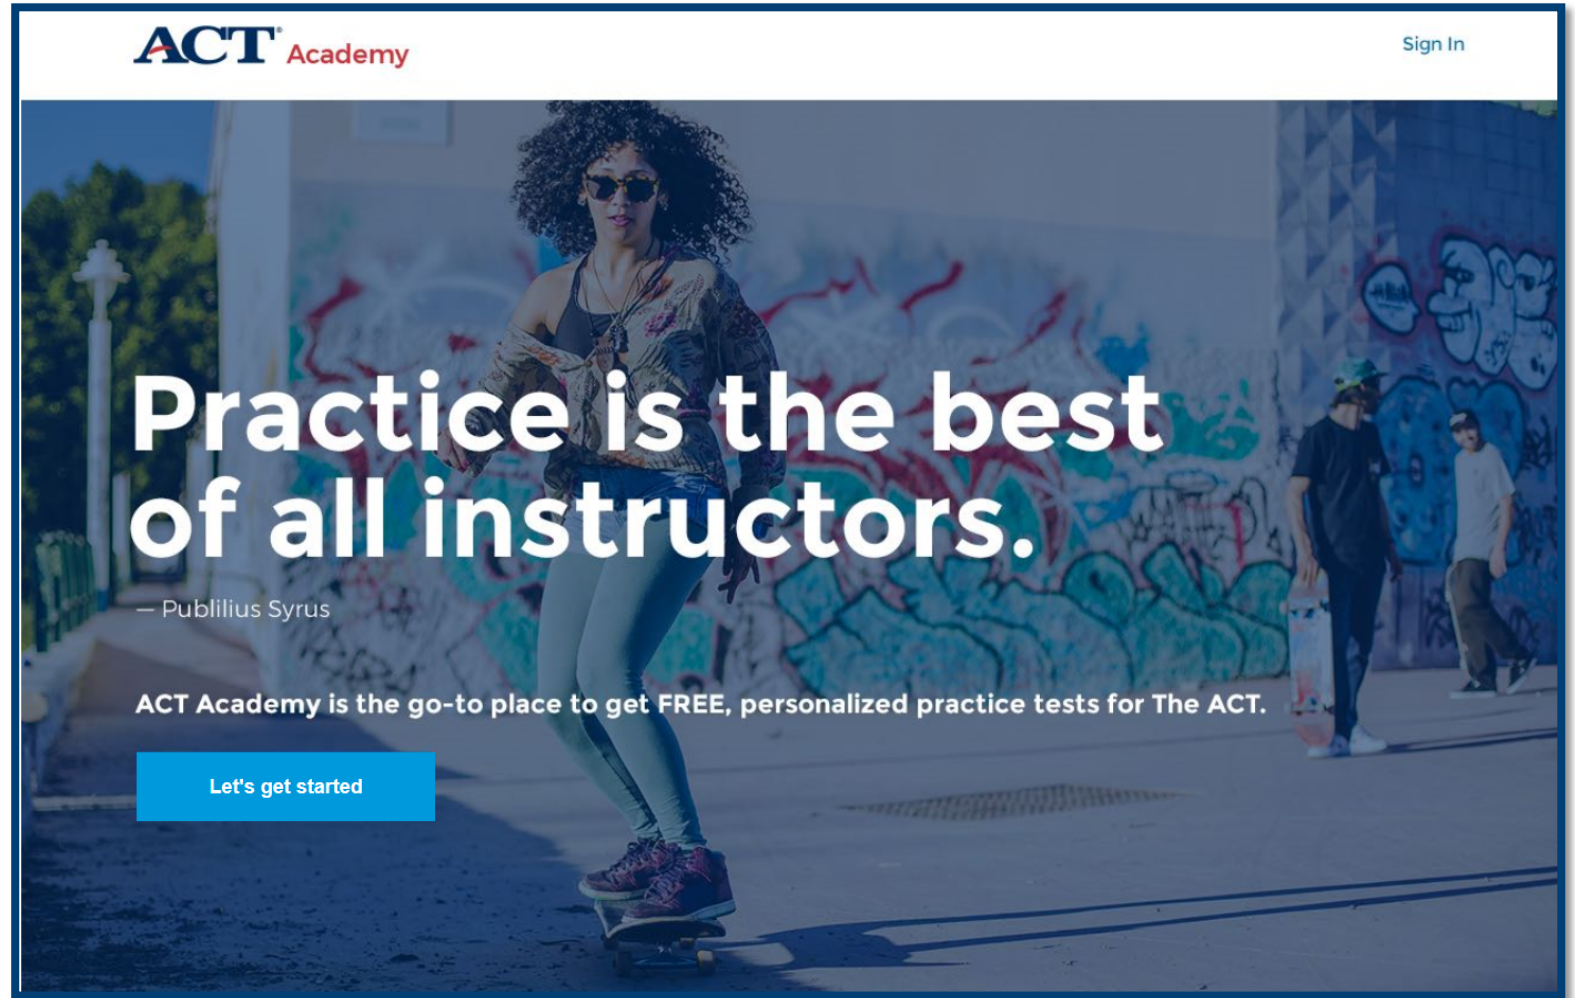 ACT® Academy
Sign In
Practice is the best
of all instructors.
— Publilius Syrus
ACT Academy is the go-to place to get FREE, personalized practice tests for The ACT.
Let's get started